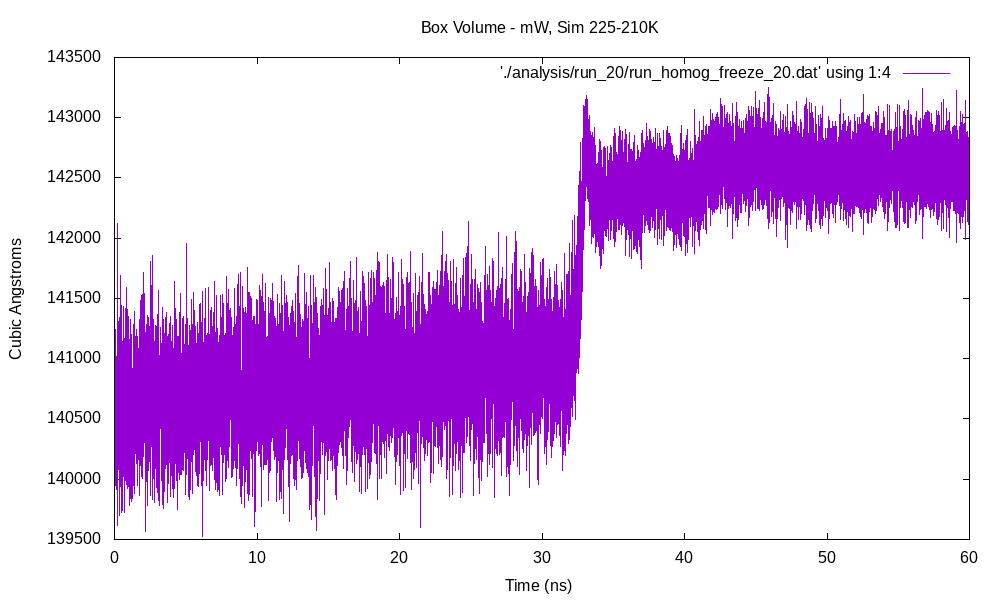 Box Volume - mW, Sim 225-210K
'./analysis/run_20/run_homog_freeze_20.dat' using 1:4
Cubic Angstroms
143500
143000
142500
142000
141500
141000
140500
140000
139500
0 10 20 30 40 50 60
Time (ns)